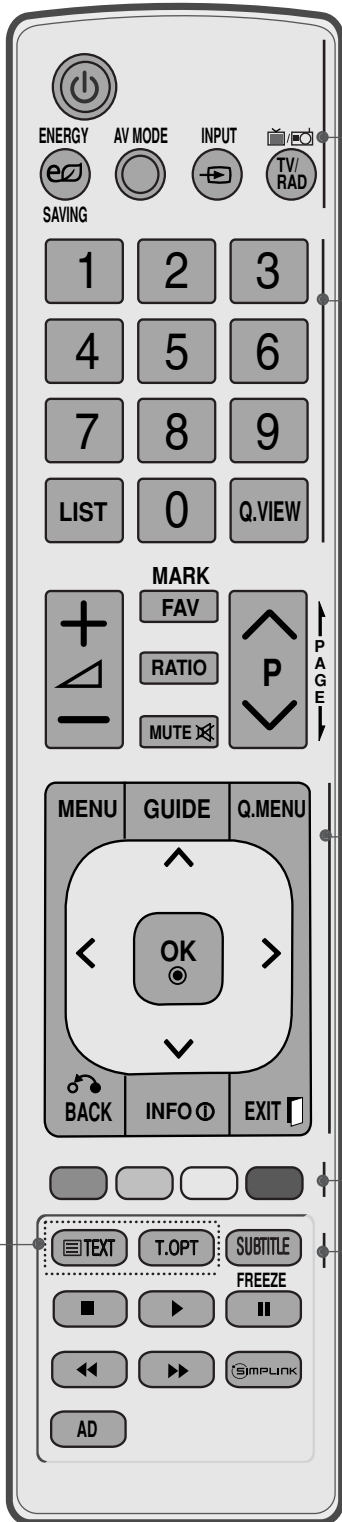 ENERGY AV MODE INPUT
TV/
RAD
SAVING
1 2 3
4 5 6
7 8 9
LIST 0 Q.VIEW
MARK
FAV
RATIO
P
PAGE
MUTE
MENU GUIDE Q.MENU
OK
BACK INFO EXIT
TEXT T.OPT SUBTITLE
FREEZE
SIMPLINK
AD